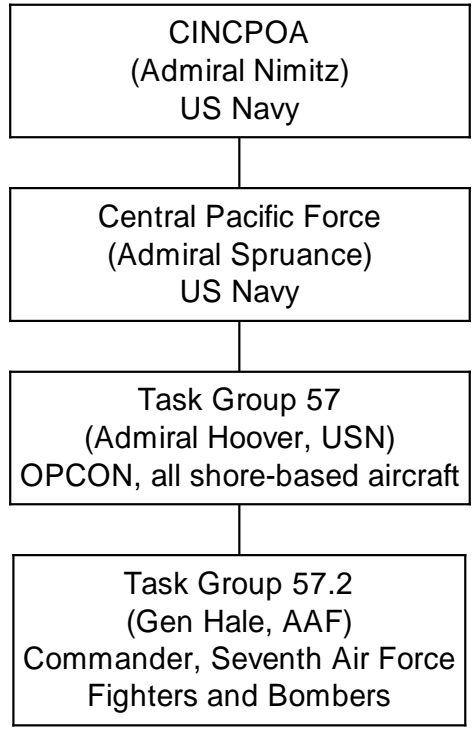 CINCPOA
(Admiral Nimitz)
US Navy
Central Pacific Force
(Admiral Spruance)
US Navy
Task Group 57
(Admiral Hoover, USN)
OPCON, all shore-based aircraft
Task Group 57.2
(Gen Hale, AAF)
Commander, Seventh Air Force
Fighters and Bombers